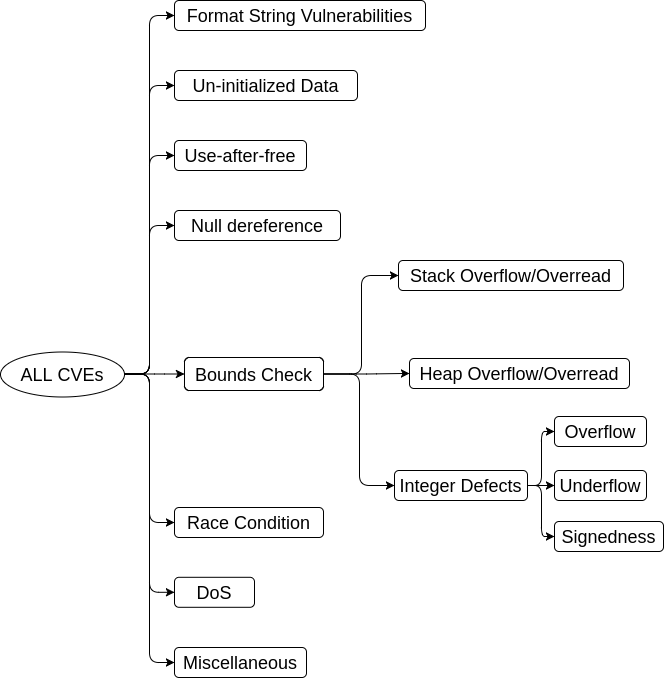 Format String Vulnerabilities
Un-initialized Data
Use-after-free
Null dereference
Stack Overflow/Overread
ALL CVEs
Bounds Check
Heap Overflow/Overread
Overflow
Integer Defects
Underflow
Signedness
Race Condition
DoS
Miscellaneous